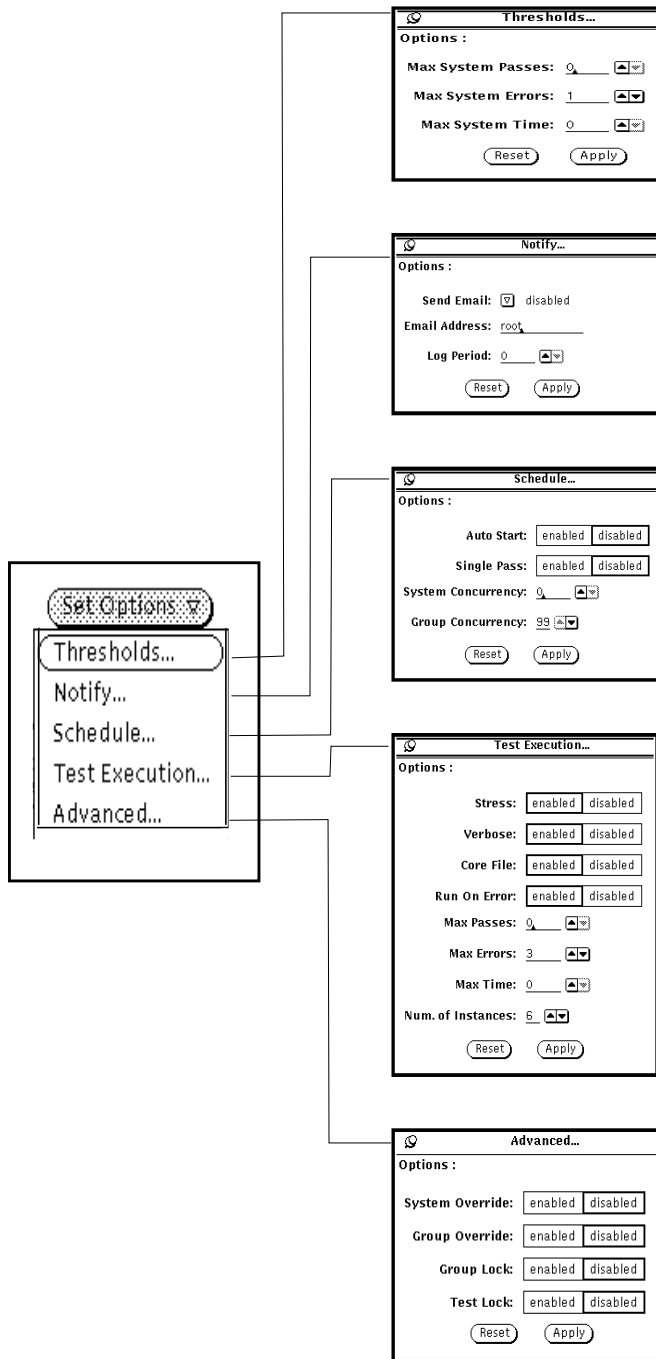 Thresholds...
Options :
Max System Passes: 0
Max System Errors: 1
Max System Time: 0
Reset Apply
Notify...
Options :
Send Email: disabled
Email Address: root
Log Period: 0
Reset Apply
Schedule...
Options :
Auto Start: enabled disabled
Single Pass: enabled disabled
System Concurrency: 0
Group Concurrency: 99
Reset Apply
Set Options
Thresholds...
Notify...
Schedule...
Test Execution...
Advanced...
Test Execution...
Options :
Stress: enabled disabled
Verbose: enabled disabled
Core File: enabled disabled
Run On Error: enabled disabled
Max Passes: 0
Max Errors: 3
Max Time: 0
Num. of Instances: 6
Reset Apply
Advanced...
Options :
System Override: enabled disabled
Group Override: enabled disabled
Group Lock: enabled disabled
Test Lock: enabled disabled
Reset Apply